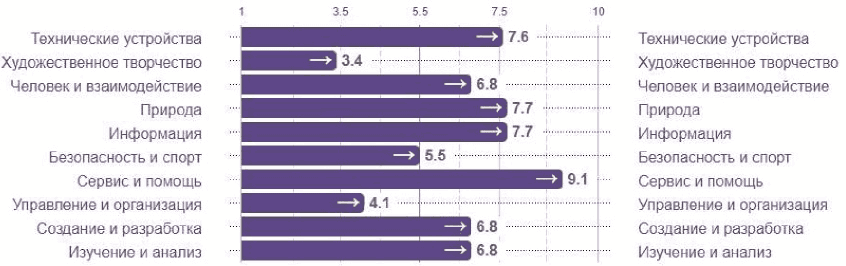 1 3.5 5.5 7.5 10
Технические устройства 7.6 Технические устройства
Художественное творчество 3.4 Художественное творчество
Человек и взаимодействие 6.8 Человек и взаимодействие
Природа 7.7 Природа
Информация 7.7 Информация
Безопасность и спорт 5.5 Безопасность и спорт
Сервис и помощь 9.1 Сервис и помощь
Управление и организация 4.1 Управление и организация
Создание и разработка 6.8 Создание и разработка
Изучение и анализ 6.8 Изучение и анализ